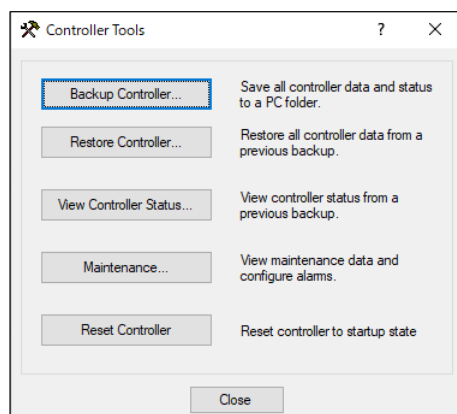 Controller Tools ?
Backup Controller...
Save all controller data and status
to a PC folder.
Restore Controller...
Restore all controller data from a
previous backup.
View Controller Status...
View controller status from a
previous backup.
Maintenance...
View maintenance data and
configure alarms.
Reset Controller
Reset controller to startup state
Close